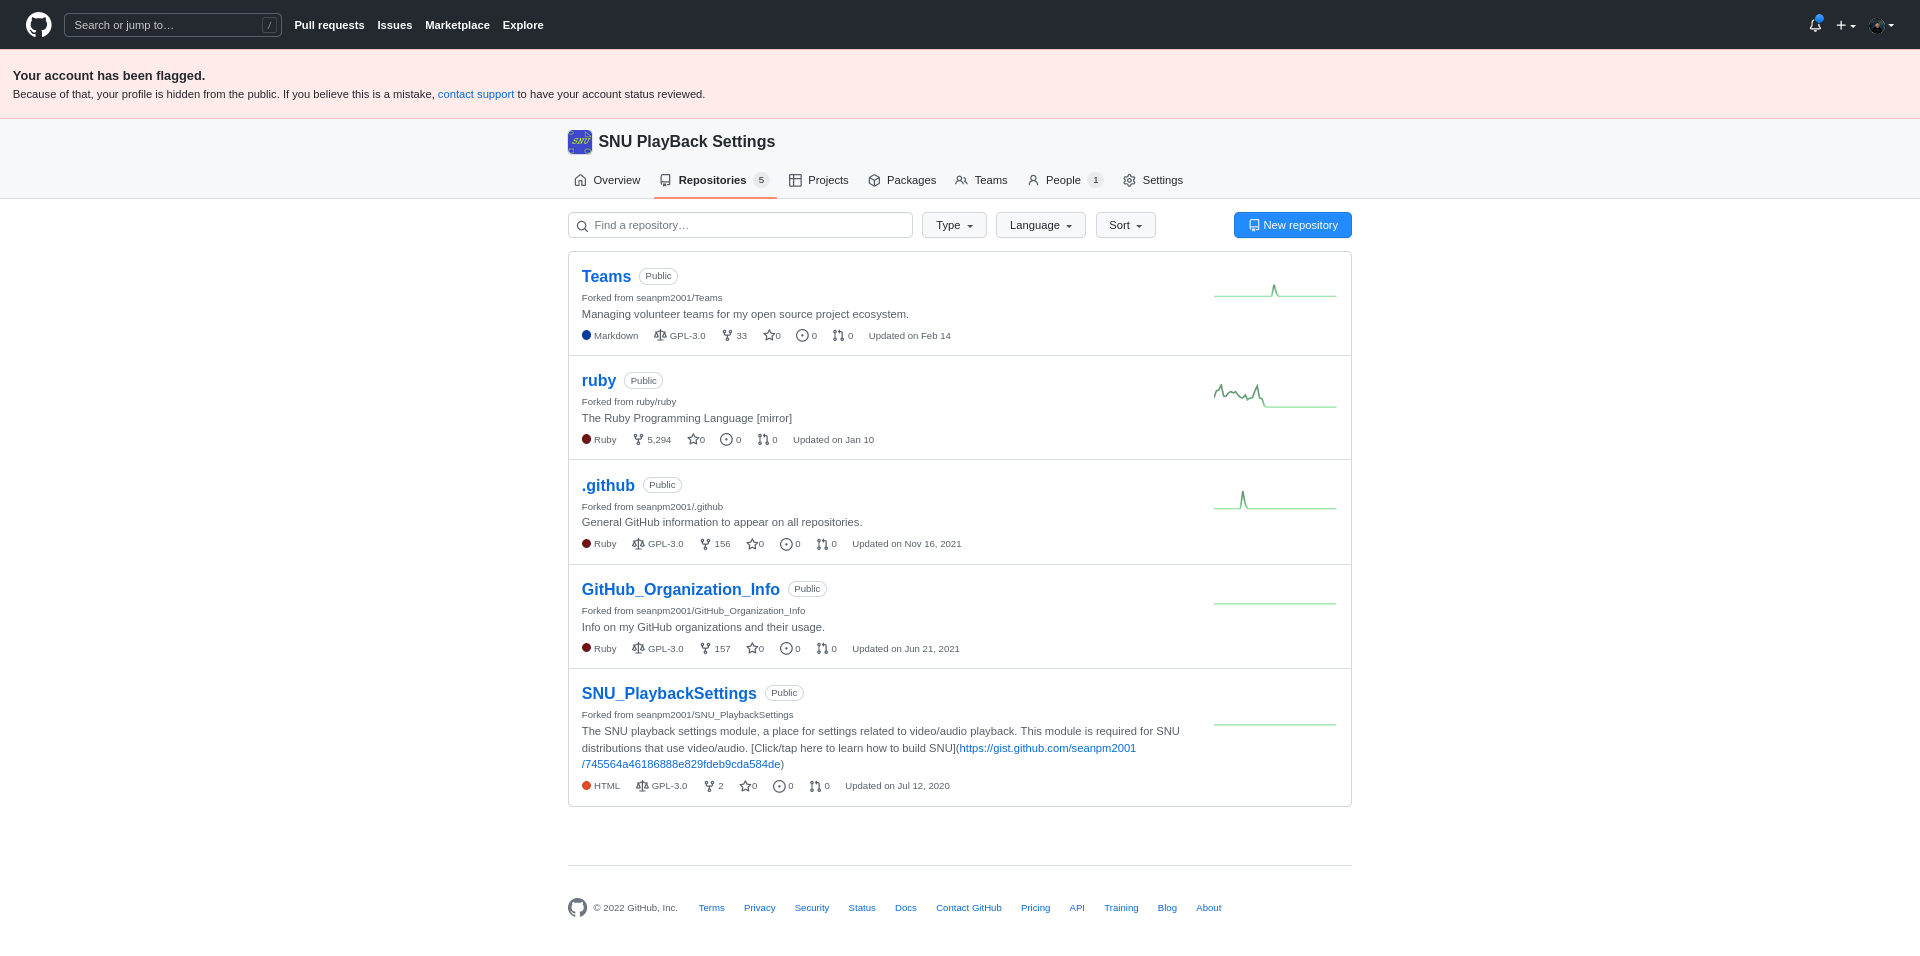 Search or jump to… /
Pull requests Issues Marketplace Explore
Your account has been flagged.
Because of that, your profile is hidden from the public. If you believe this is a mistake, contact support to have your account status reviewed.
SNU
SNU PlayBack Settings
Overview Repositories 5 Projects Packages Teams People 1 Settings
Find a repository… Type Language Sort New repository
Teams Public
Forked from seanpm2001/Teams
Managing volunteer teams for my open source project ecosystem.
Markdown GPL-3.0 33 0 0 0 Updated on Feb 14
ruby Public
Forked from ruby/ruby
The Ruby Programming Language [mirror]
Ruby 5,294 0 0 0 Updated on Jan 10
.github Public
Forked from seanpm2001/.github
General GitHub information to appear on all repositories.
Ruby GPL-3.0 156 0 0 0 Updated on Nov 16, 2021
GitHub_Organization_Info Public
Forked from seanpm2001/GitHub_Organization_Info
Info on my GitHub organizations and their usage.
Ruby GPL-3.0 157 0 0 0 Updated on Jun 21, 2021
SNU_PlaybackSettings Public
Forked from seanpm2001/SNU_PlaybackSettings
The SNU playback settings module, a place for settings related to video/audio playback. This module is required for SNU
distributions that use video/audio. [Click/tap here to learn how to build SNU](https://gist.github.com/seanpm2001
/745564a46186888e829fdeb9cda584de)
HTML GPL-3.0 2 0 0 0 Updated on Jul 12, 2020
© 2022 GitHub, Inc. Terms Privacy Security Status Docs Contact GitHub Pricing API Training Blog About